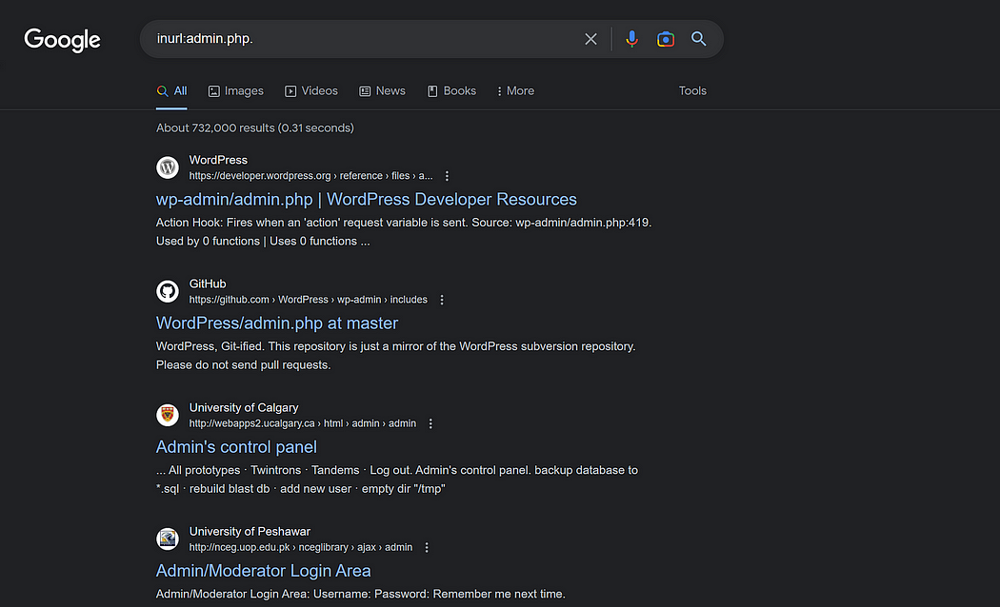 Google
inurl:admin.php.
All Images Videos News Books More Tools
About 732,000 results (0.31 seconds)
WordPress
https://developer.wordpress.org › reference › files › a...
wp-admin/admin.php | WordPress Developer Resources
Action Hook: Fires when an 'action' request variable is sent. Source: wp-admin/admin.php:419.
Used by 0 functions | Uses 0 functions ...
GitHub
https://github.com › WordPress › wp-admin › includes
WordPress/admin.php at master
WordPress, Git-ified. This repository is just a mirror of the WordPress subversion repository.
Please do not send pull requests.
University of Calgary
http://webapps2.ucalgary.ca › html › admin › admin
Admin's control panel
... All prototypes · Twintrons · Tandems · Log out. Admin's control panel. backup database to
*.sql · rebuild blast db · add new user · empty dir "/tmp"
University of Peshawar
http://nceg.uop.edu.pk › nceglibrary › ajax › admin
Admin/Moderator Login Area
Admin/Moderator Login Area: Username: Password: Remember me next time.